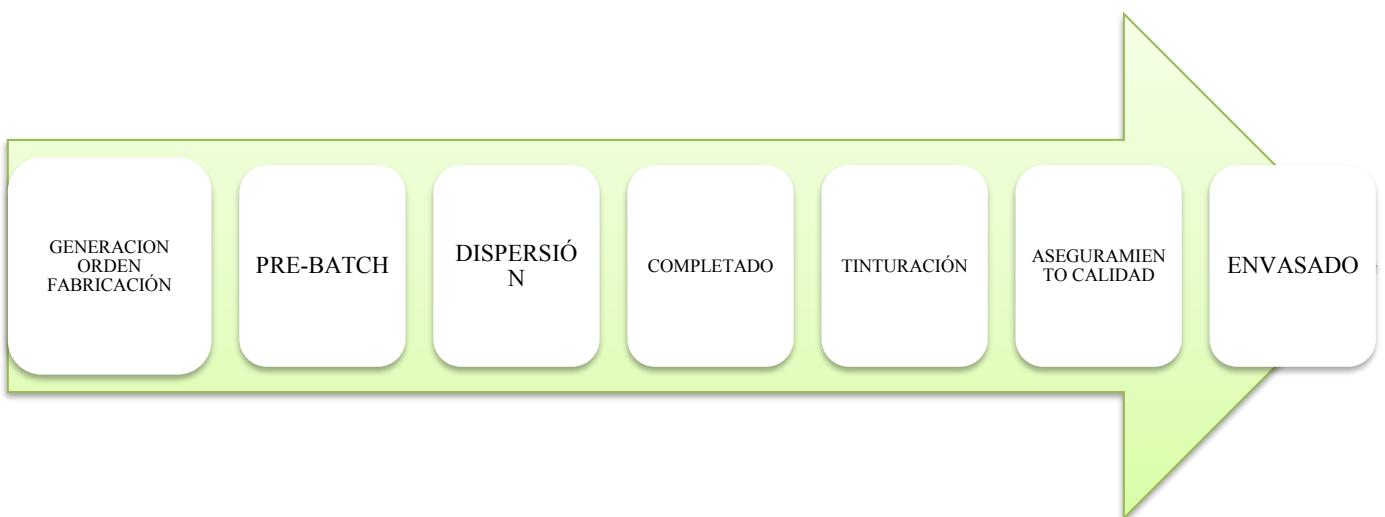 GENERACION
ORDEN
FABRICACIÓN
PRE-BATCH
DISPERSIÓ
N
COMPLETADO
TINTURACIÓN
ASEGURAMIEN
TO CALIDAD
ENVASADO